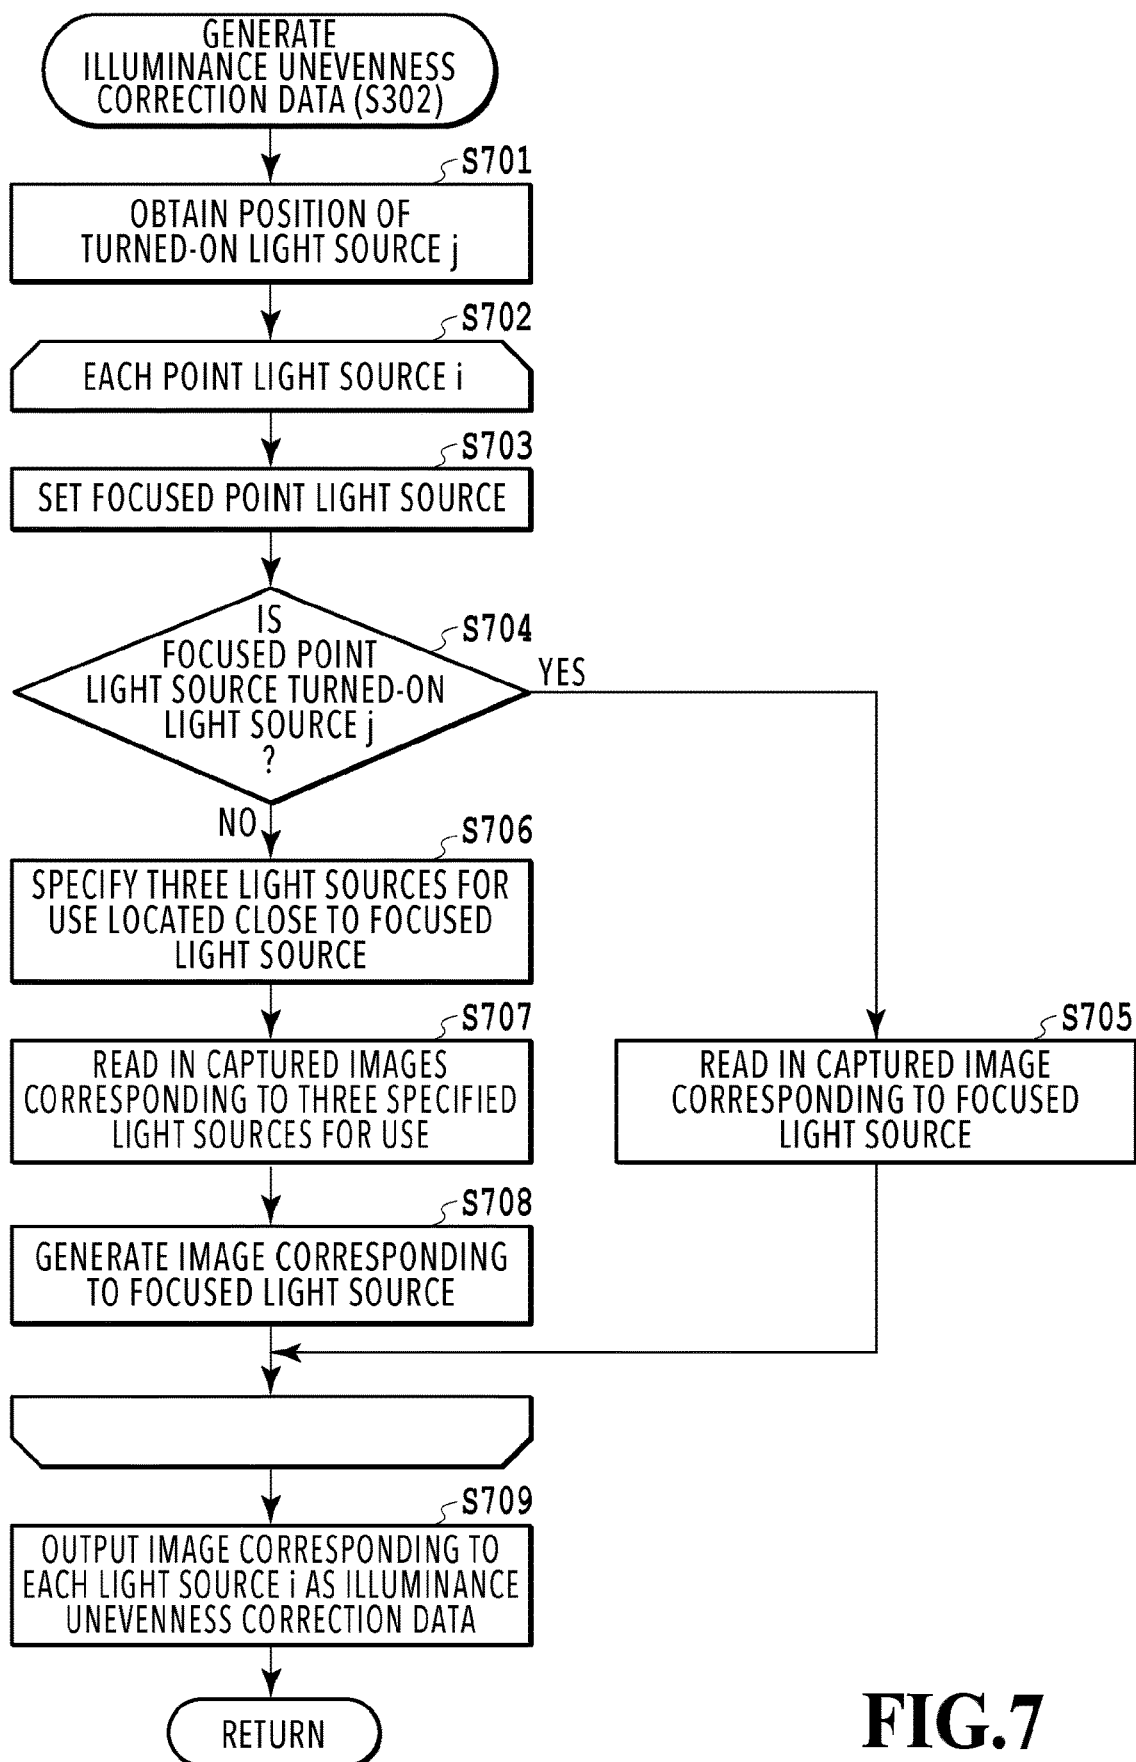 GENERATE
ILLUMINANCE UNEVENNESS
CORRECTION DATA (S302)
S701
OBTAIN POSITION OF
TURNED-ON LIGHT SOURCE j
S702
EACH POINT LIGHT SOURCE i
S703
SET FOCUSED POINT LIGHT SOURCE
S704
IS
FOCUSED POINT
LIGHT SOURCE TURNED-ON
LIGHT SOURCE j
?
YES
NO
S706
SPECIFY THREE LIGHT SOURCES FOR
USE LOCATED CLOSE TO FOCUSED
LIGHT SOURCE
S707
READ IN CAPTURED IMAGES
CORRESPONDING TO THREE SPECIFIED
LIGHT SOURCES FOR USE
S705
READ IN CAPTURED IMAGE
CORRESPONDING TO FOCUSED
LIGHT SOURCE
S708
GENERATE IMAGE CORRESPONDING
TO FOCUSED LIGHT SOURCE
S709
OUTPUT IMAGE CORRESPONDING TO
EACH LIGHT SOURCE i AS ILLUMINANCE
UNEVENNESS CORRECTION DATA
RETURN
FIG.7